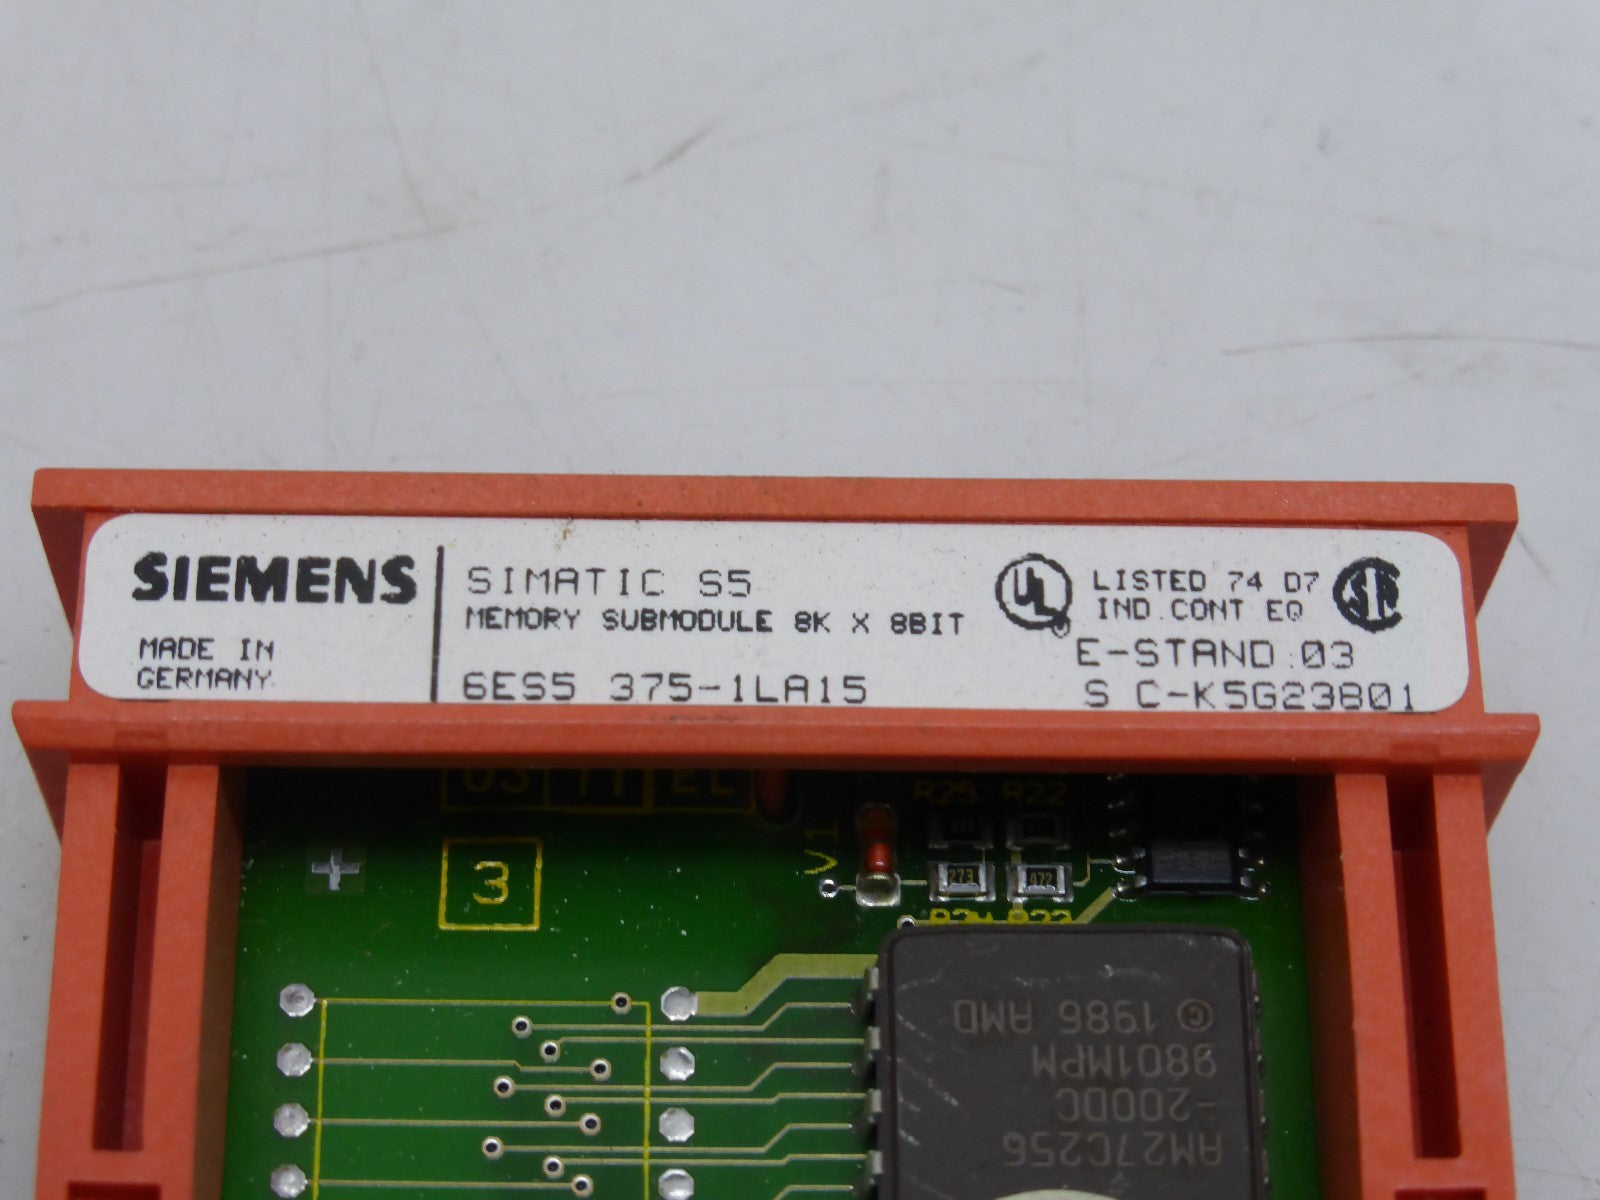 SIEMENS
MADE IN
GERMANY
SIMATIC S5
MEMORY SUBMODULE 8K X 8BIT
6ES5 375-1LA15
UL
LISTED 74 D7
IND.CONT EQ
E-STAND 03
S C-K5G23801
R25 R22
3
V1
273 472
© 1986 AMD
9801MPM
-200DC
AM27C256